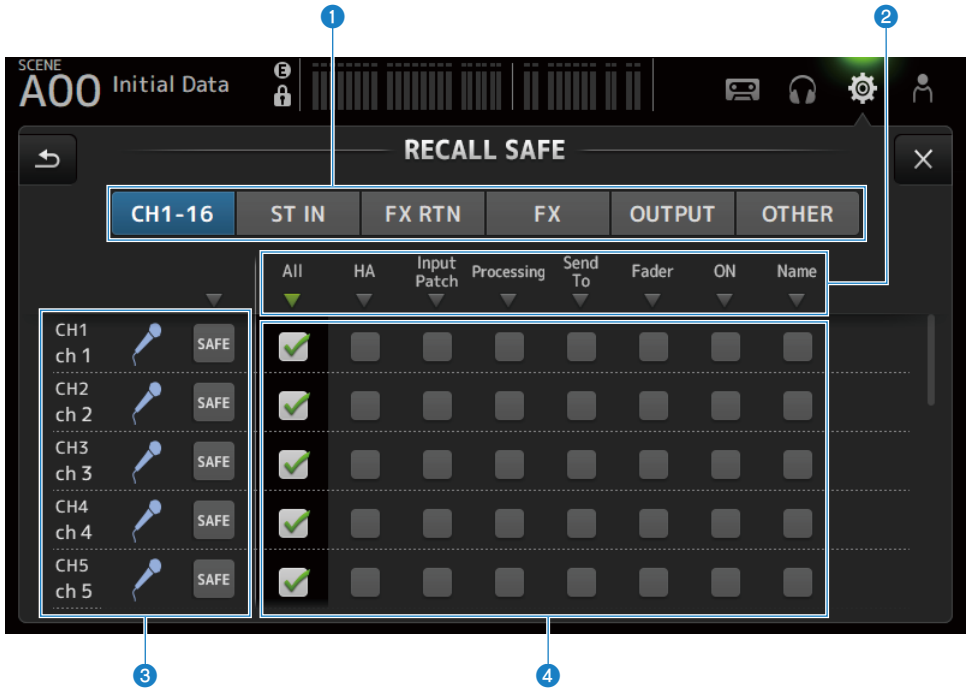 1
2
SCENE
A00 Initial Data
E
RECALL SAFE
CH1-16 ST IN FX RTN FX OUTPUT OTHER
All HA Input Patch Processing Send To Fader ON Name
CH1
ch 1 SAFE
CH2
ch 2 SAFE
CH3
ch 3 SAFE
CH4
ch 4 SAFE
CH5
ch 5 SAFE
3
4